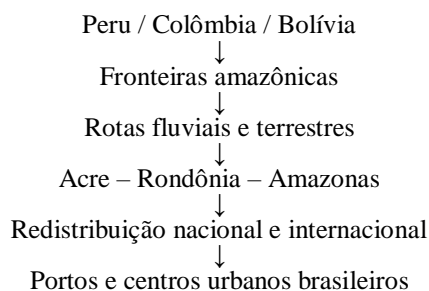 Peru / Colômbia / Bolívia
↓
Fronteiras amazônicas
↓
Rotas fluviais e terrestres
↓
Acre – Rondônia – Amazonas
↓
Redistribuição nacional e internacional
↓
Portos e centros urbanos brasileiros